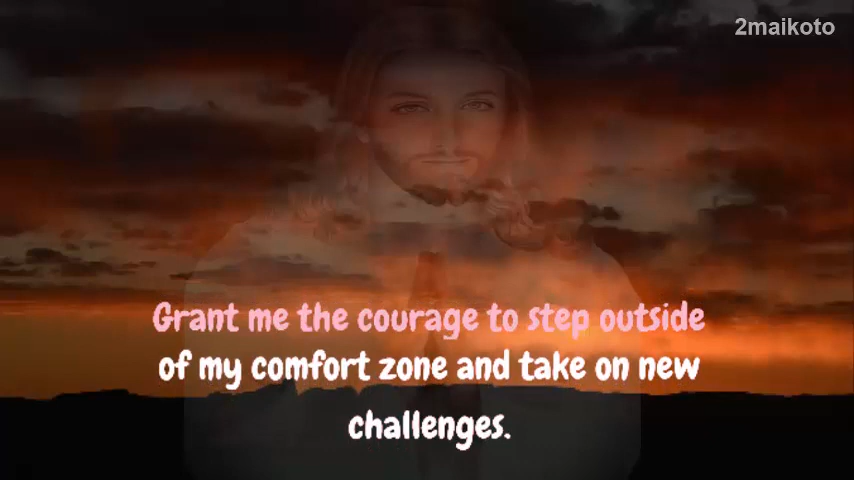 2maikoto
Grant me the courage to step outside
of my comfort zone and take on new
challenges.